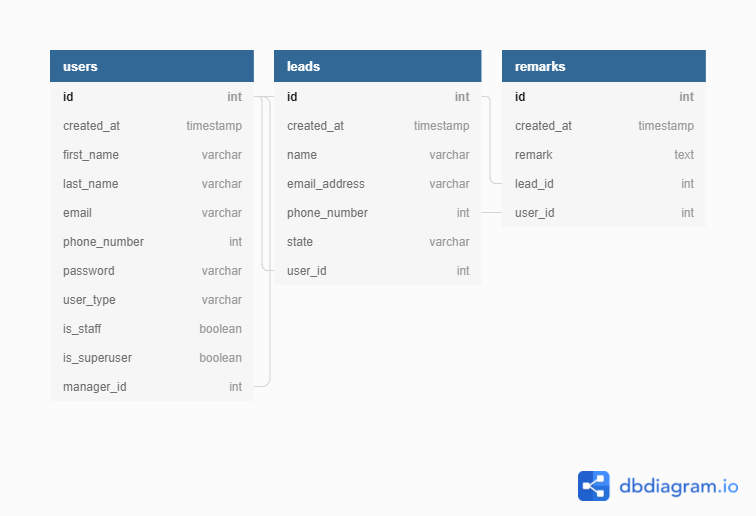 users
id int
created_at timestamp
first_name varchar
last_name varchar
email varchar
phone_number int
password varchar
user_type varchar
is_staff boolean
is_superuser boolean
manager_id int
leads
id int
created_at timestamp
name varchar
email_address varchar
phone_number int
state varchar
user_id int
remarks
id int
created_at timestamp
remark text
lead_id int
user_id int
dbdiagram.io